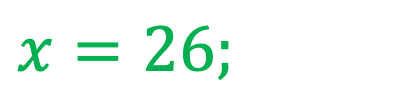 x = 26;